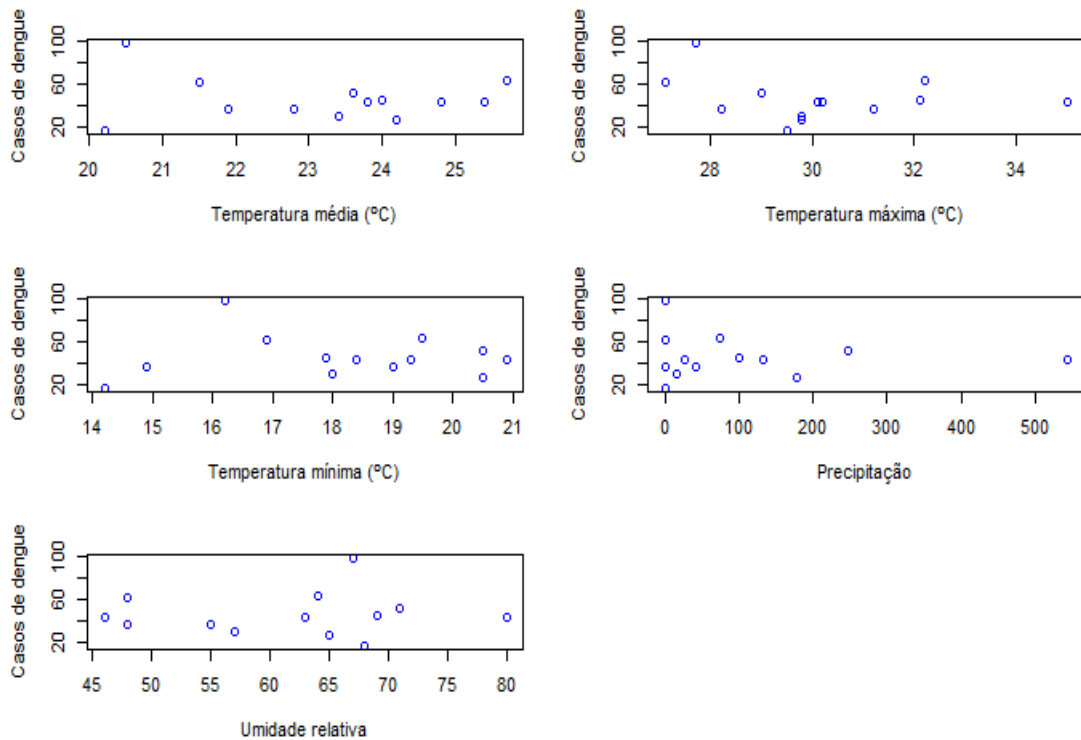 Casos de dengue
20 60 100
20 21 22 23 24 25
Temperatura média (ºC)
Casos de dengue
20 60 100
28 30 32 34
Temperatura máxima (ºC)
Casos de dengue
20 60 100
14 15 16 17 18 19 20 21
Temperatura mínima (ºC)
Casos de dengue
20 60 100
0 100 200 300 400 500
Precipitação
Casos de dengue
20 60 100
45 50 55 60 65 70 75 80
Umidade relativa